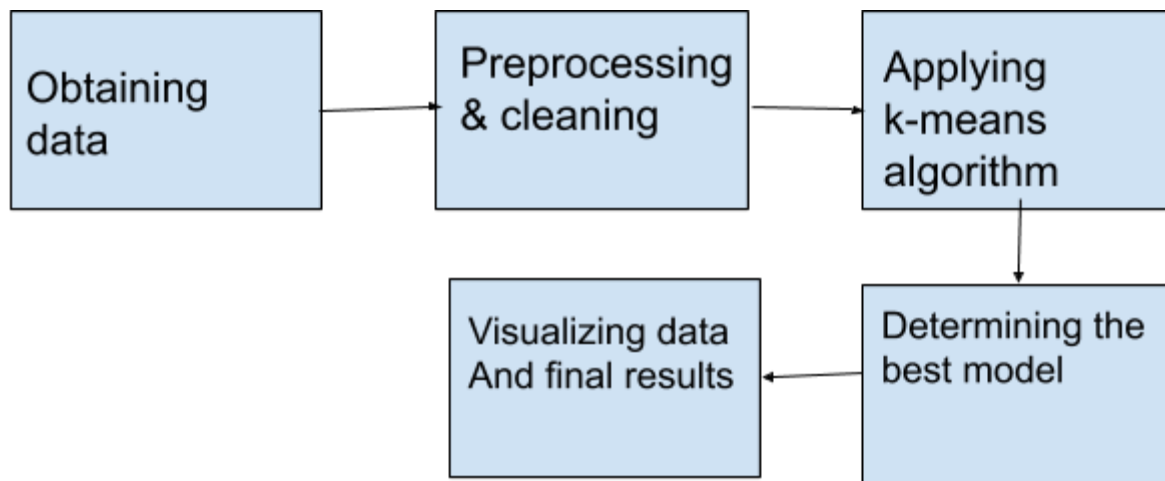 Obtaining
data
Preprocessing
& cleaning
Applying
k-means
algorithm
Determining the
best model
Visualizing data
And final results